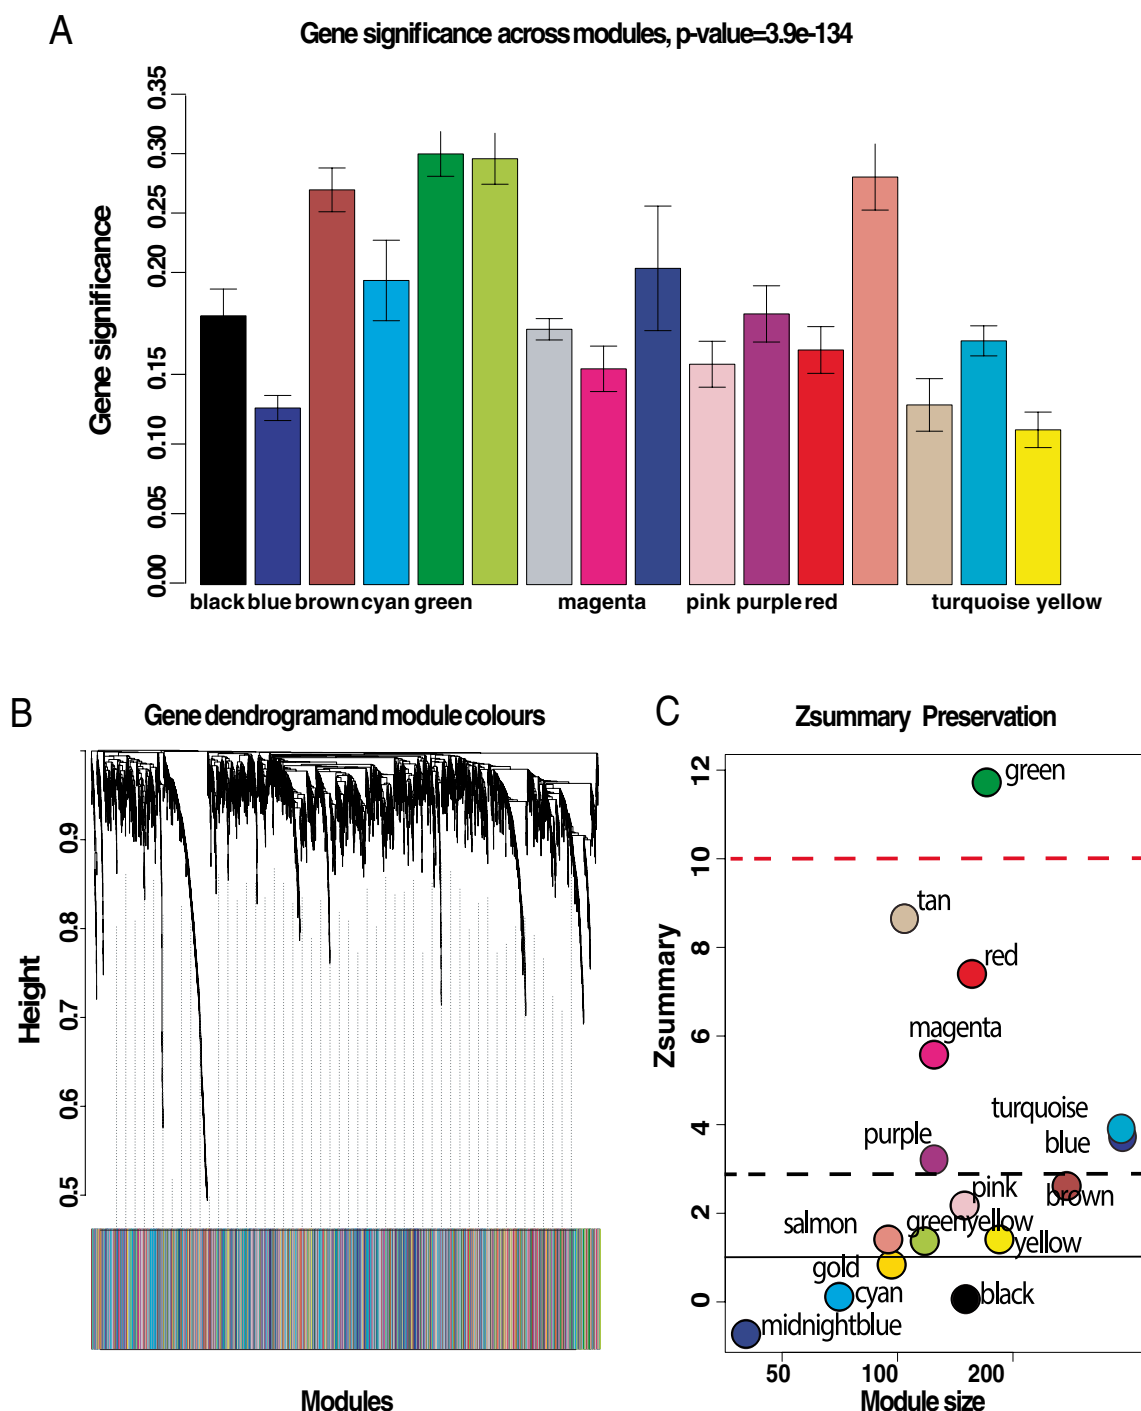 A
Gene significance across modules, p-value=3.9e-134
Gene significance
0.35
0.30
0.25
0.20
0.15
0.10
0.05
0.00
black blue brown cyan green magenta pink purple red turquoise yellow
B
Gene dendrogram and module colours
Height
0.9
0.8
0.7
0.6
0.5
Modules
C
Zsummary Preservation
Zsummary
12
10
8
6
4
2
0
green
tan
red
magenta
turquoise
purple
blue
pink
brown
salmon
greenyellow
yellow
gold
cyan
black
midnightblue
50 100 200
Module size